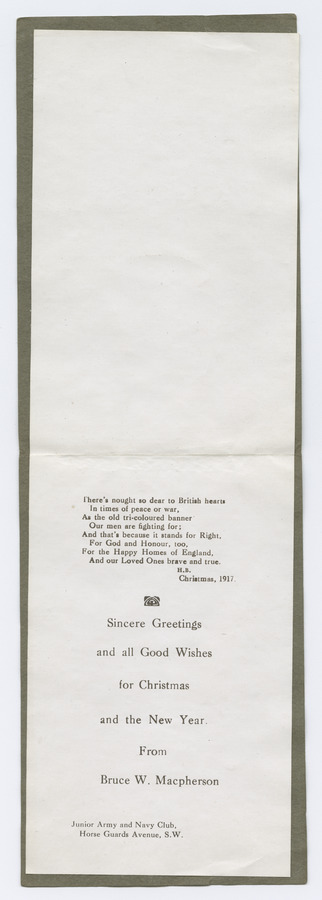 There's nought so dear to British hearts
In times of peace or war,
As the old tri-coloured banner
Our men are fighting for;
And that's because it stands for Right,
For God and Honour, too,
For the Happy Homes of England,
And our Loved Ones brave and true.
H.B.
Christmas, 1917.
Sincere Greetings
and all Good Wishes
for Christmas
and the New Year.
From
Bruce W. Macpherson
Junior Army and Navy Club,
Horse Guards Avenue, S.W.